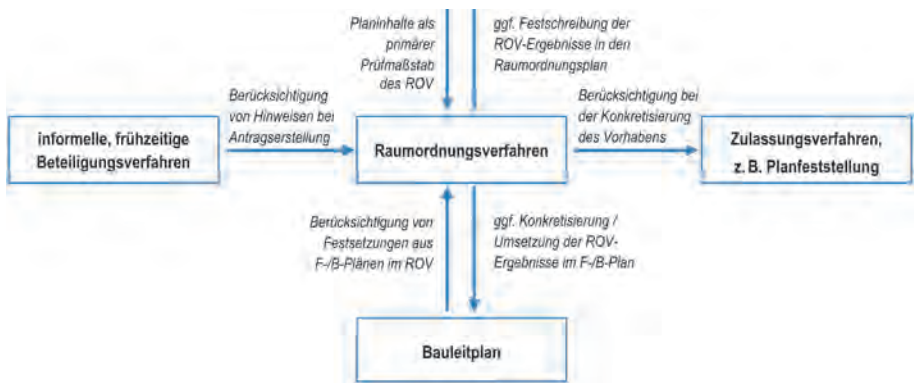 Planinhalte als
primärer
Prüfmaßstab
des ROV
ggf. Festschreibung der
ROV-Ergebnisse in den
Raumordnungsplan
Berücksichtigung
von Hinweisen bei
Antragserstellung
Berücksichtigung bei
der Konkretisierung
des Vorhabens
informelle, frühzeitige
Beteiligungsverfahren
Raumordnungsverfahren
Zulassungsverfahren,
z. B. Planfeststellung
Berücksichtigung von
Festsetzungen aus
F-/B-Plänen im ROV
ggf. Konkretisierung /
Umsetzung der ROV-
Ergebnisse im F-/B-Plan
Bauleitplan